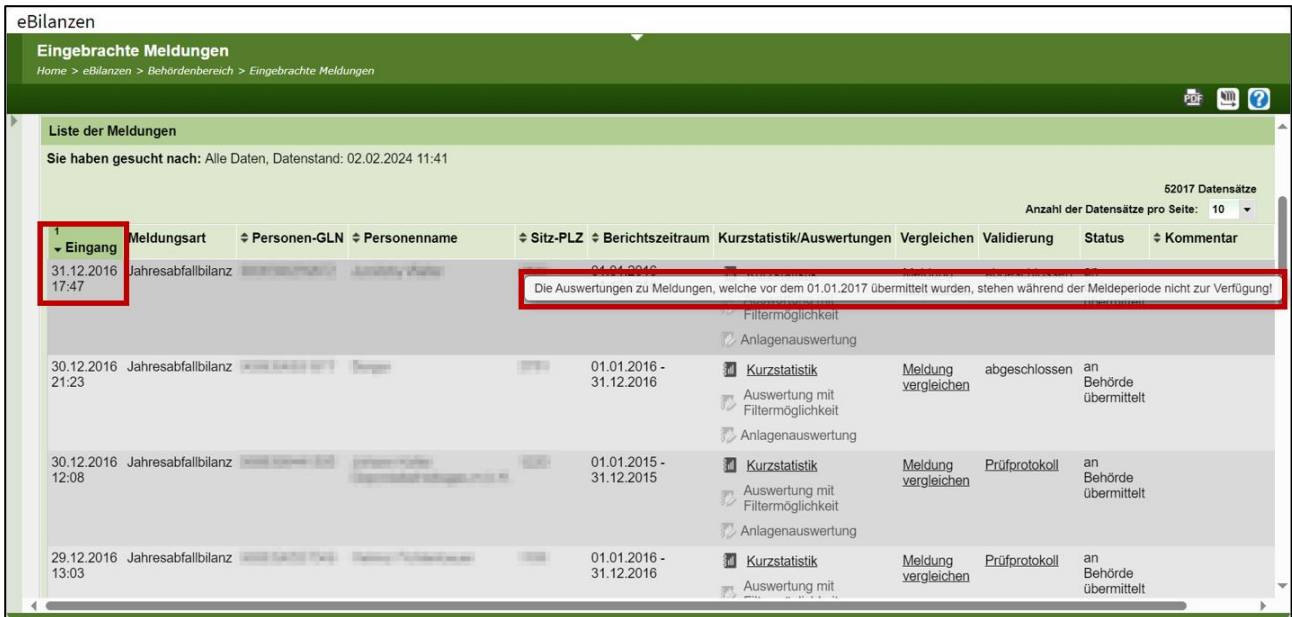 eBilanzen
Eingebrachte Meldungen
Home > eBilanzen > Behördenbereich > Eingebrachte Meldungen
PDF
Liste der Meldungen
Sie haben gesucht nach: Alle Daten, Datenstand: 02.02.2024 11:41
52017 Datensätze
Anzahl der Datensätze pro Seite: 10
1
Eingang Meldungsart Personen-GLN Personenname Sitz-PLZ Berichtszeitraum Kurzstatistik/Auswertungen Vergleichen Validierung Status Kommentar
31.12.2016 Jahresabfallbilanz
17:47
Die Auswertungen zu Meldungen, welche vor dem 01.01.2017 übermittelt wurden, stehen während der Meldeperiode nicht zur Verfügung!
Filtermöglichkeit
Anlagenauswertung
30.12.2016 Jahresabfallbilanz 01.01.2016 - Kurzstatistik Meldung abgeschlossen an
21:23 31.12.2016 vergleichen Behörde
Auswertung mit übermittelt
Filtermöglichkeit
Anlagenauswertung
30.12.2016 Jahresabfallbilanz 01.01.2015 - Kurzstatistik Meldung Prüfprotokoll an
12:08 31.12.2015 vergleichen Behörde
Auswertung mit übermittelt
Filtermöglichkeit
Anlagenauswertung
29.12.2016 Jahresabfallbilanz 01.01.2016 - Kurzstatistik Meldung Prüfprotokoll an
13:03 31.12.2016 vergleichen Behörde
Auswertung mit übermittelt